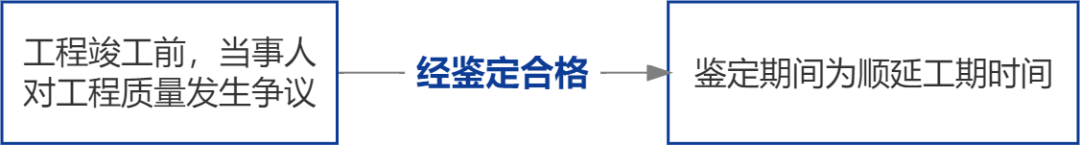 工程竣工前，当事人
对工程质量发生争议
经鉴定合格
鉴定期间为顺延工期时间